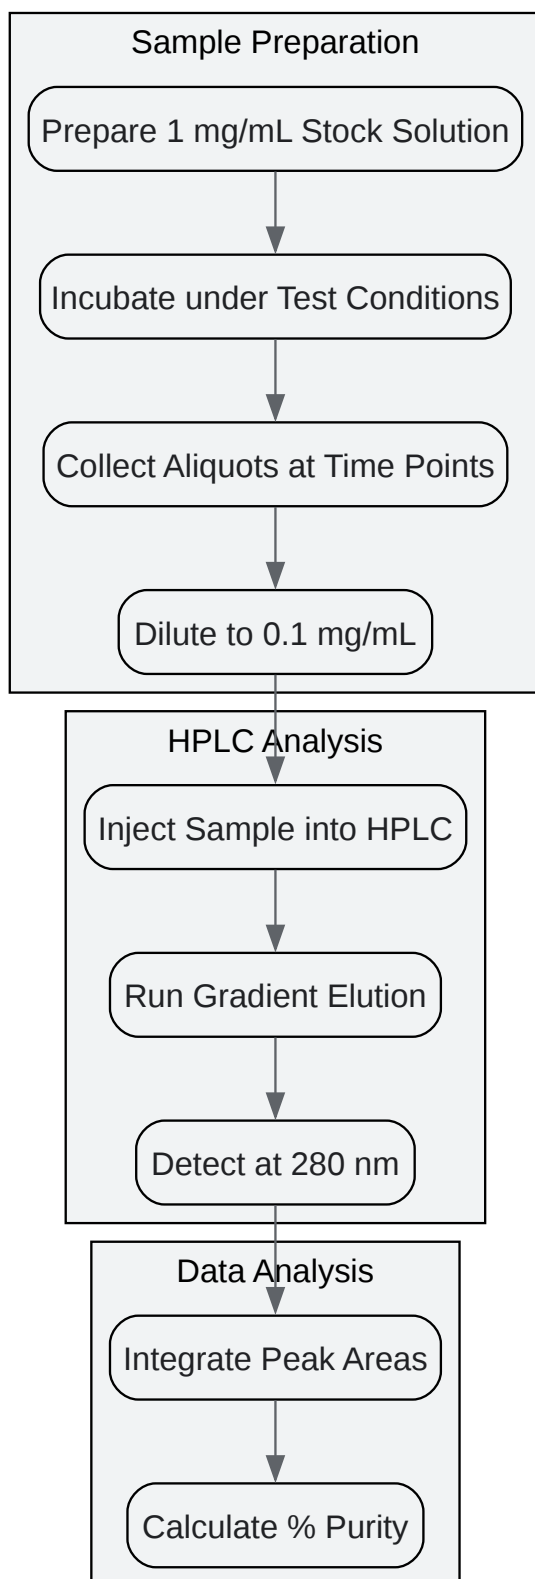 Sample Preparation
Prepare 1 mg/mL Stock Solution
Incubate under Test Conditions
Collect Aliquots at Time Points
Dilute to 0.1 mg/mL
HPLC Analysis
Inject Sample into HPLC
Run Gradient Elution
Detect at 280 nm
Data Analysis
Integrate Peak Areas
Calculate % Purity